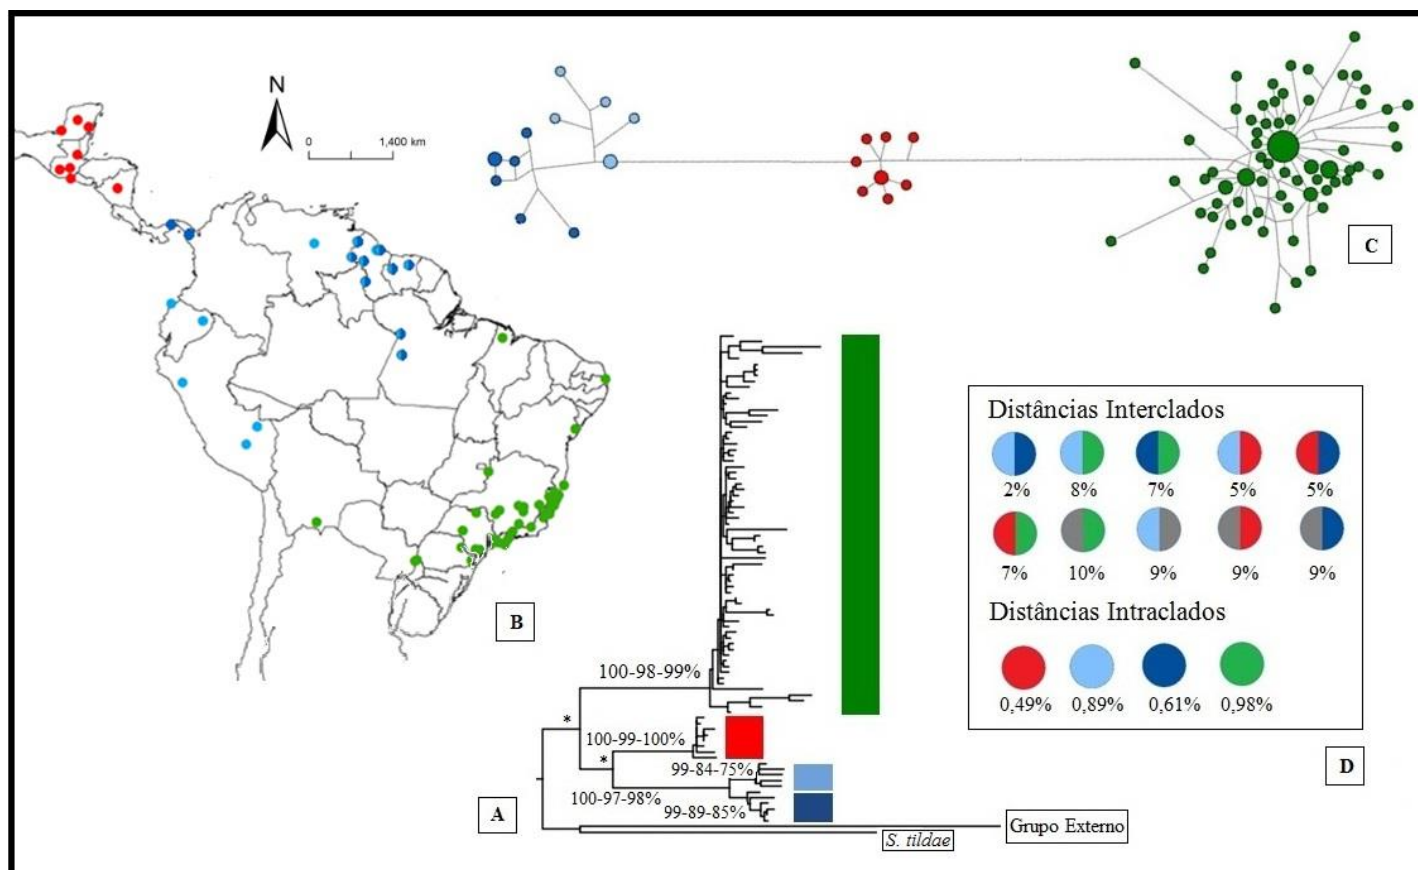 N
0 1,400 km
C
B
Distâncias Interclados
2% 8% 7% 5% 5%
7% 10% 9% 9% 9%
Distâncias Intraclados
0,49% 0,89% 0,61% 0,98%
D
100-98-99%
*
100-99-100%
*
99-84-75%
100-97-98%
99-89-85%
A
Grupo Externo
S. tildae